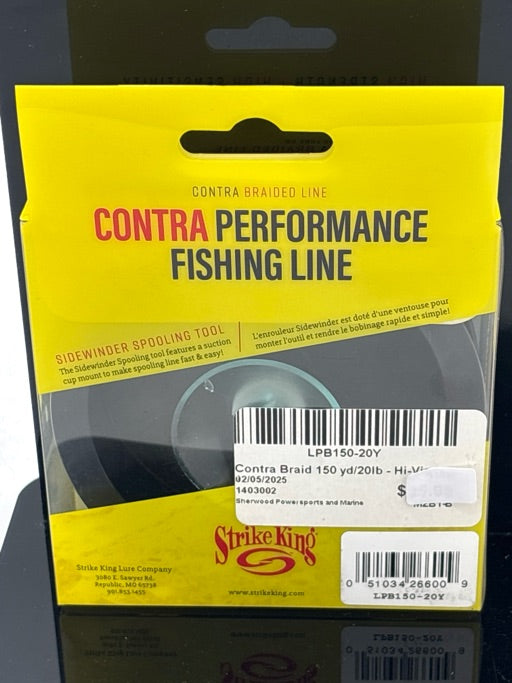 CONTRA BRAIDED LINE
CONTRA PERFORMANCE
FISHING LINE
SIDEWINDER SPOOLING TOOL
The Sidewinder Spooling tool features a suction
cup mount to make spooling line fast & easy!
L'enrouleur Sidewinder est doté d'une ventouse pour
monter l'outil et rendre le bobinage rapide et simple!
LPB150-20Y
Contra Braid 150 yd/20lb - Hi-Vi
02/05/2025
1403002
$
Sherwood Powersports and Marine
Strike King
Strike King Lure Company
3080 E. Sawyer Rd.
Republic, MO 65738
901.853.1455
www.strikeking.com
0 51034 26600 9
LPB150-20Y